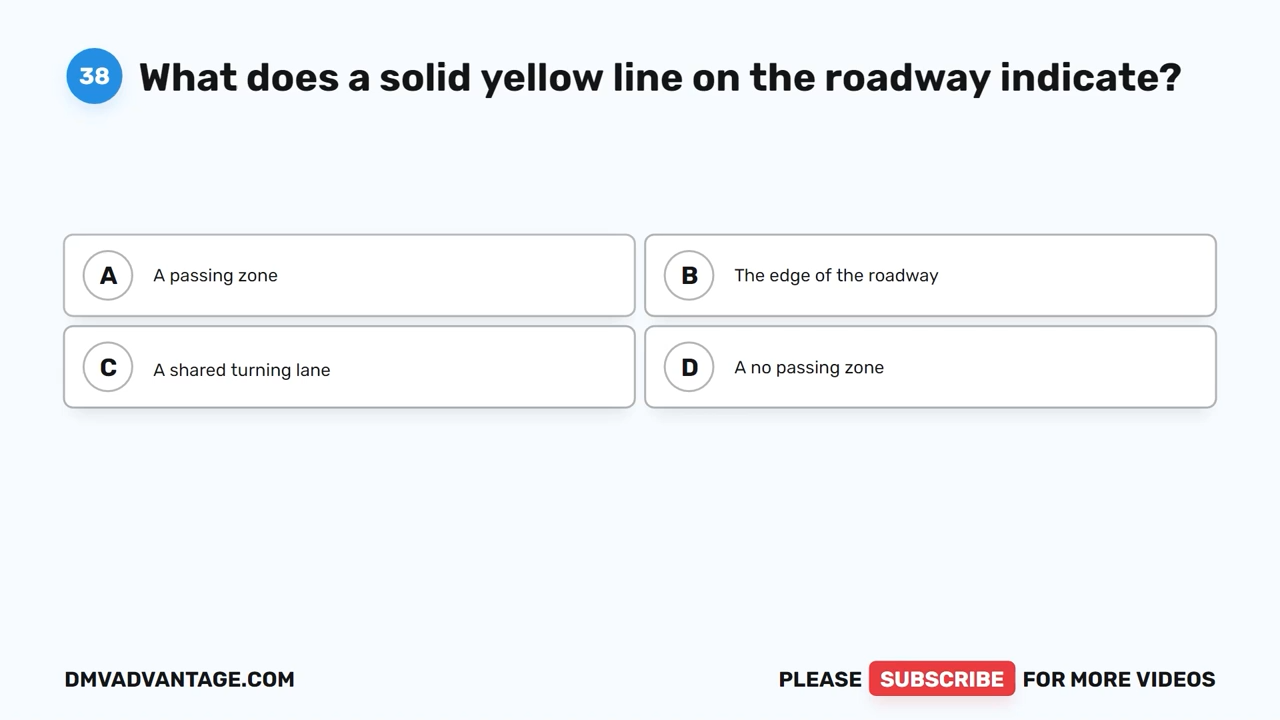 38 What does a solid yellow line on the roadway indicate?
A A passing zone
B The edge of the roadway
C A shared turning lane
D A no passing zone
DMVADVANTAGE.COM
PLEASE SUBSCRIBE FOR MORE VIDEOS